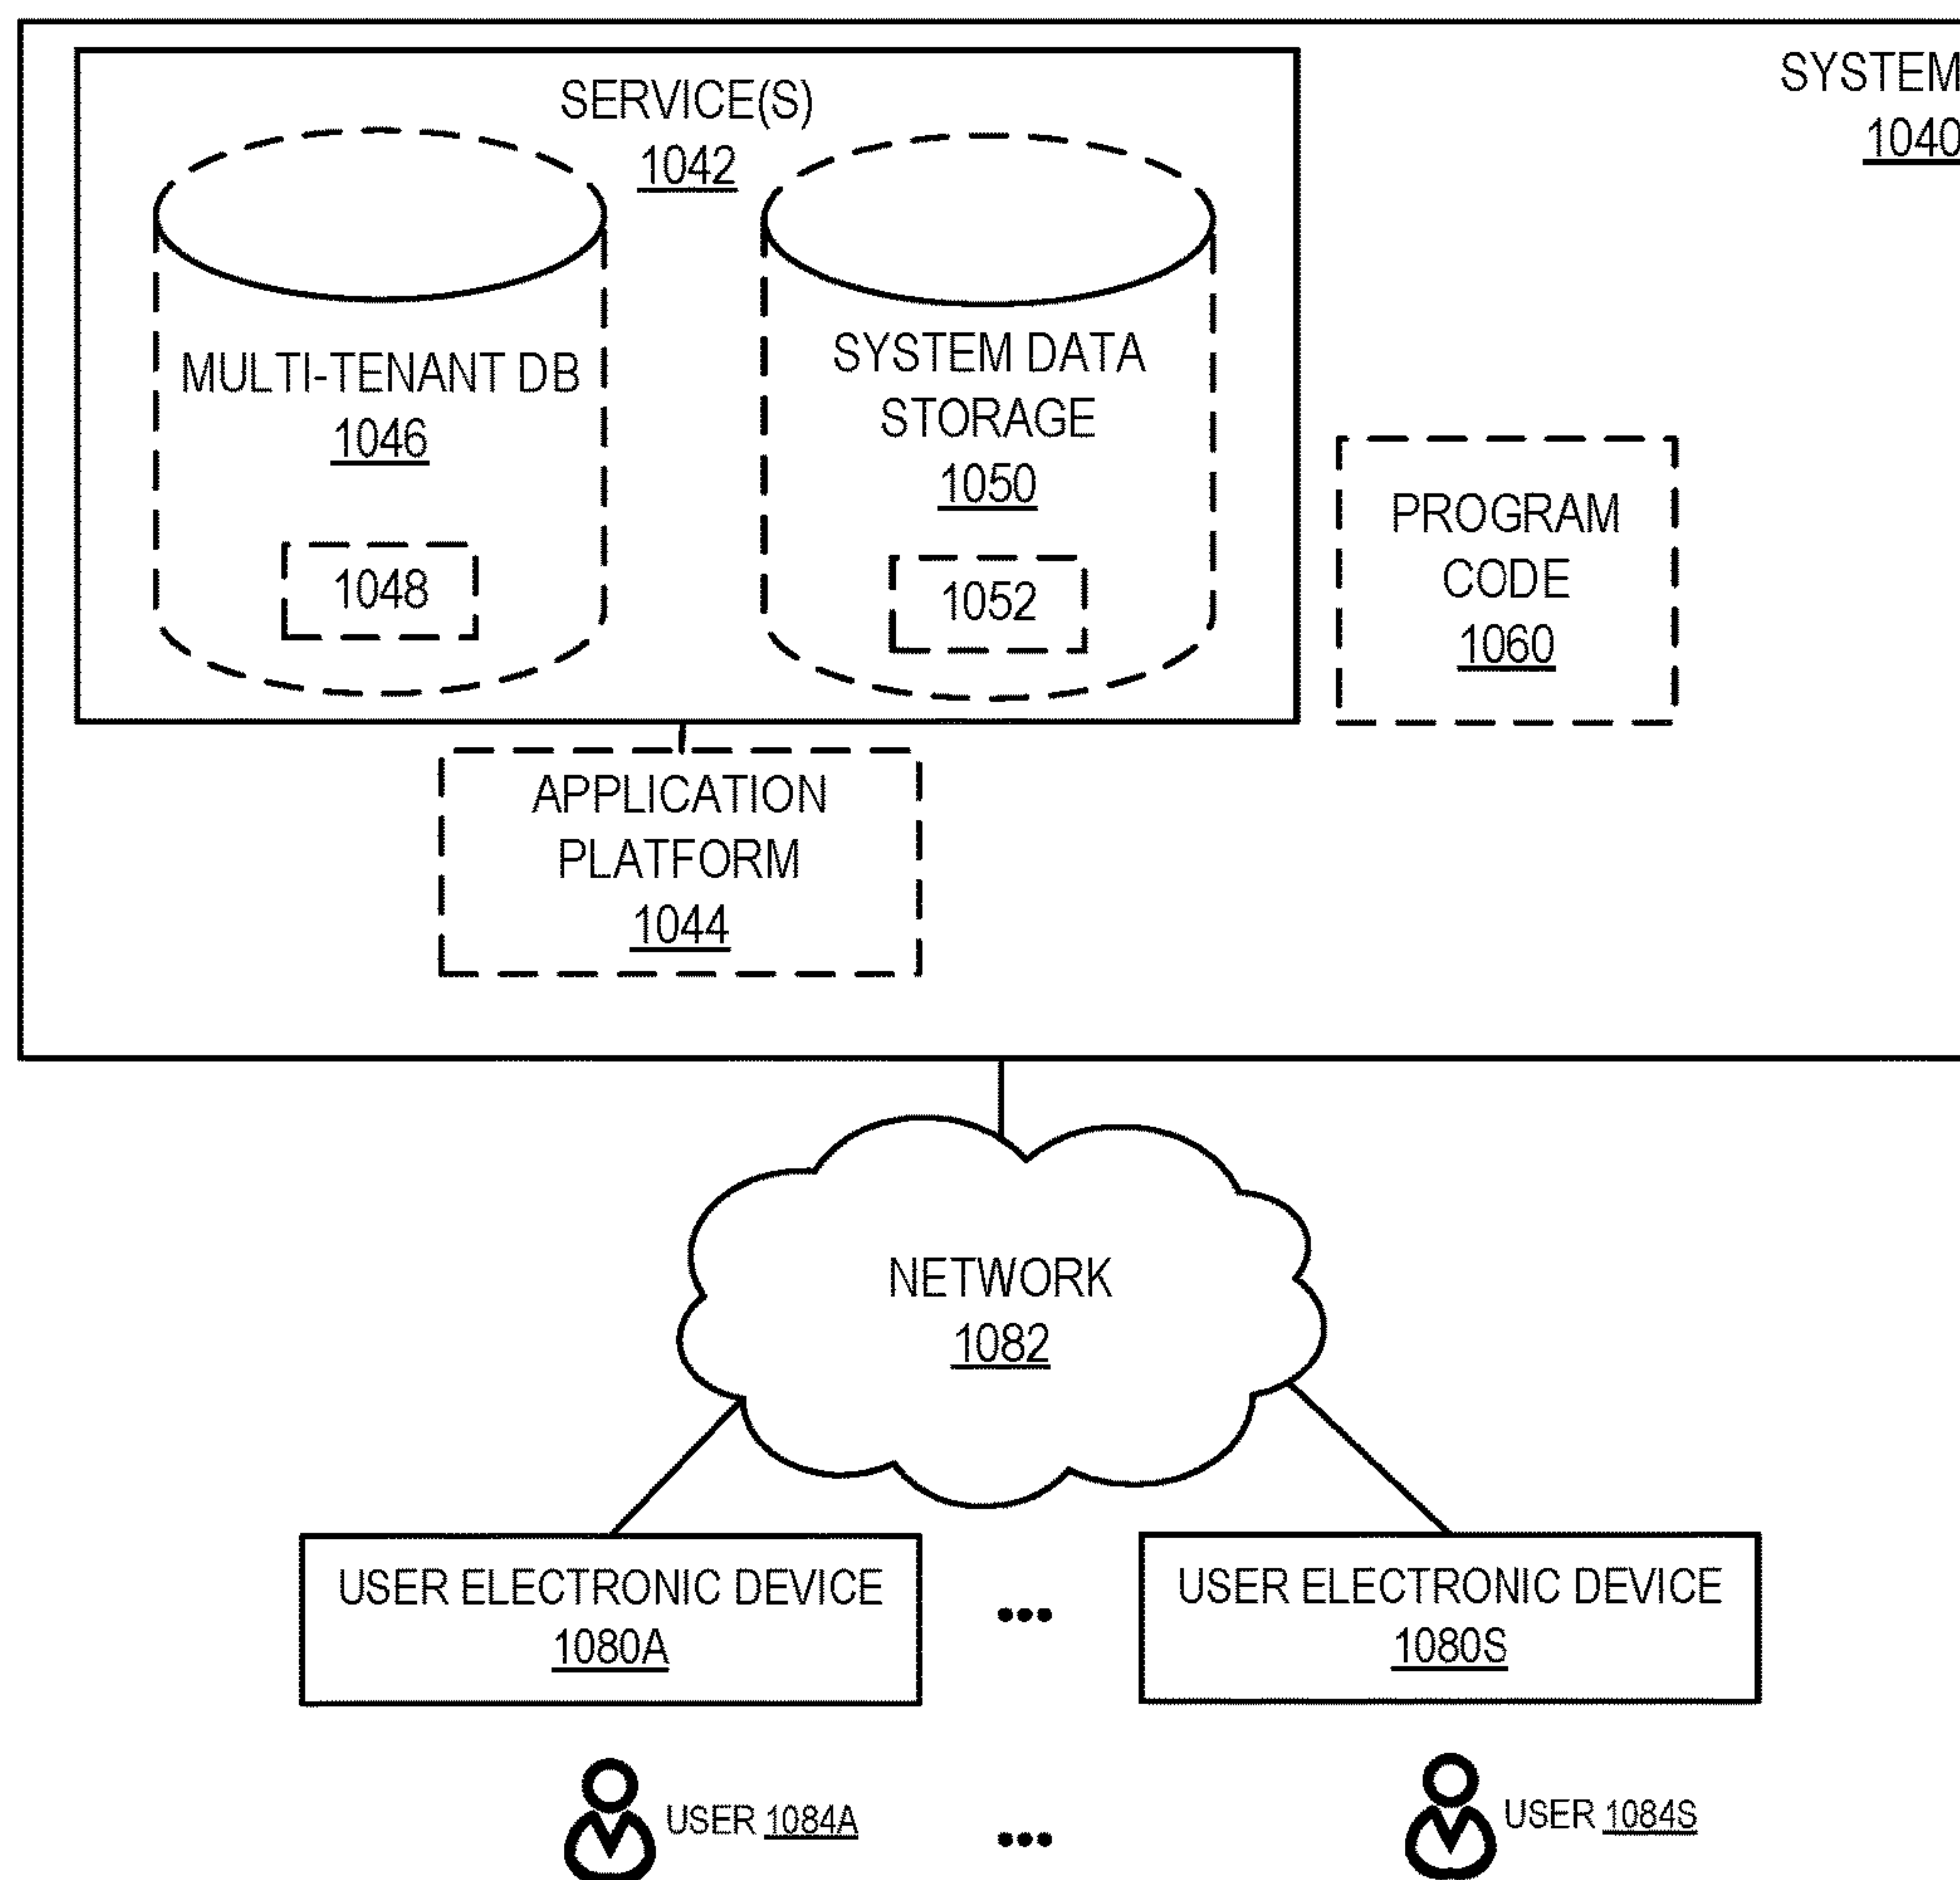 SYSTEM
1040
SERVICE(S)
1042
MULTI-TENANT DB
1046
1048
SYSTEM DATA
STORAGE
1050
1052
PROGRAM
CODE
1060
APPLICATION
PLATFORM
1044
NETWORK
1082
USER ELECTRONIC DEVICE
1080A
•••
USER ELECTRONIC DEVICE
1080S
USER 1084A
•••
USER 1084S